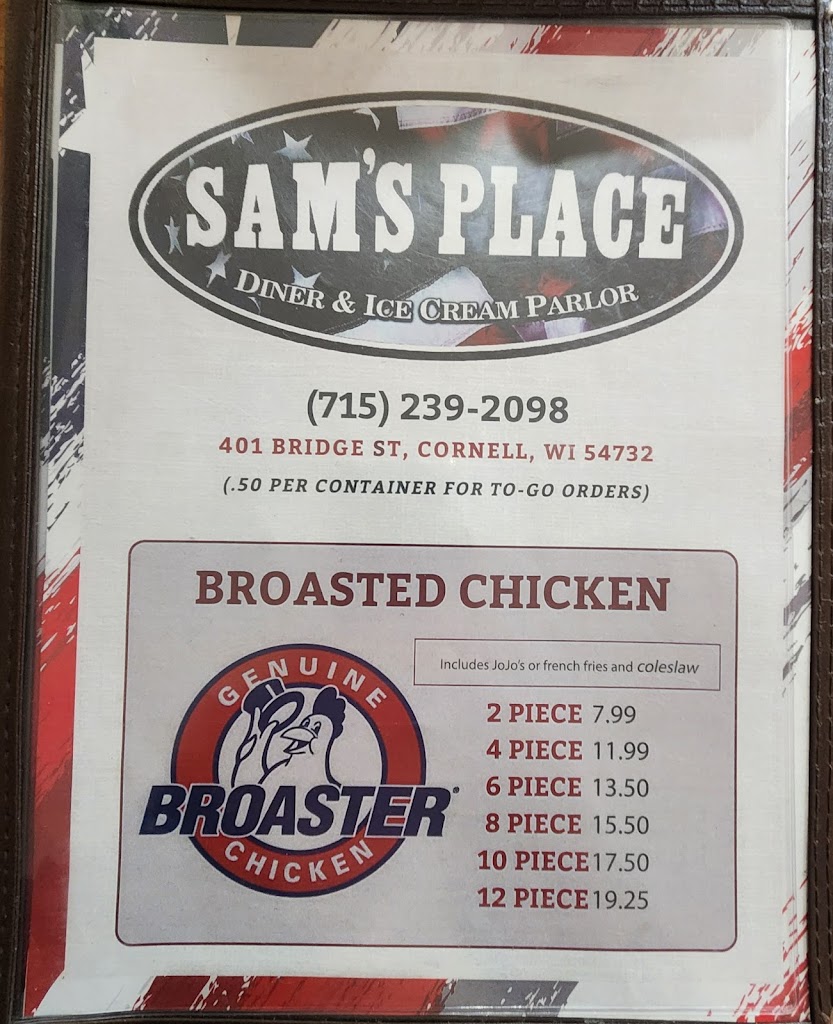 SAM'S PLACE
DINER & ICE CREAM PARLOR
(715) 239-2098
401 BRIDGE ST, CORNELL, WI 54732
(.50 PER CONTAINER FOR TO-GO ORDERS)
BROASTED CHICKEN
Includes JoJo's or french fries and coleslaw
GENUINE
BROASTER®
CHICKEN
2 PIECE 7.99
4 PIECE 11.99
6 PIECE 13.50
8 PIECE 15.50
10 PIECE 17.50
12 PIECE 19.25